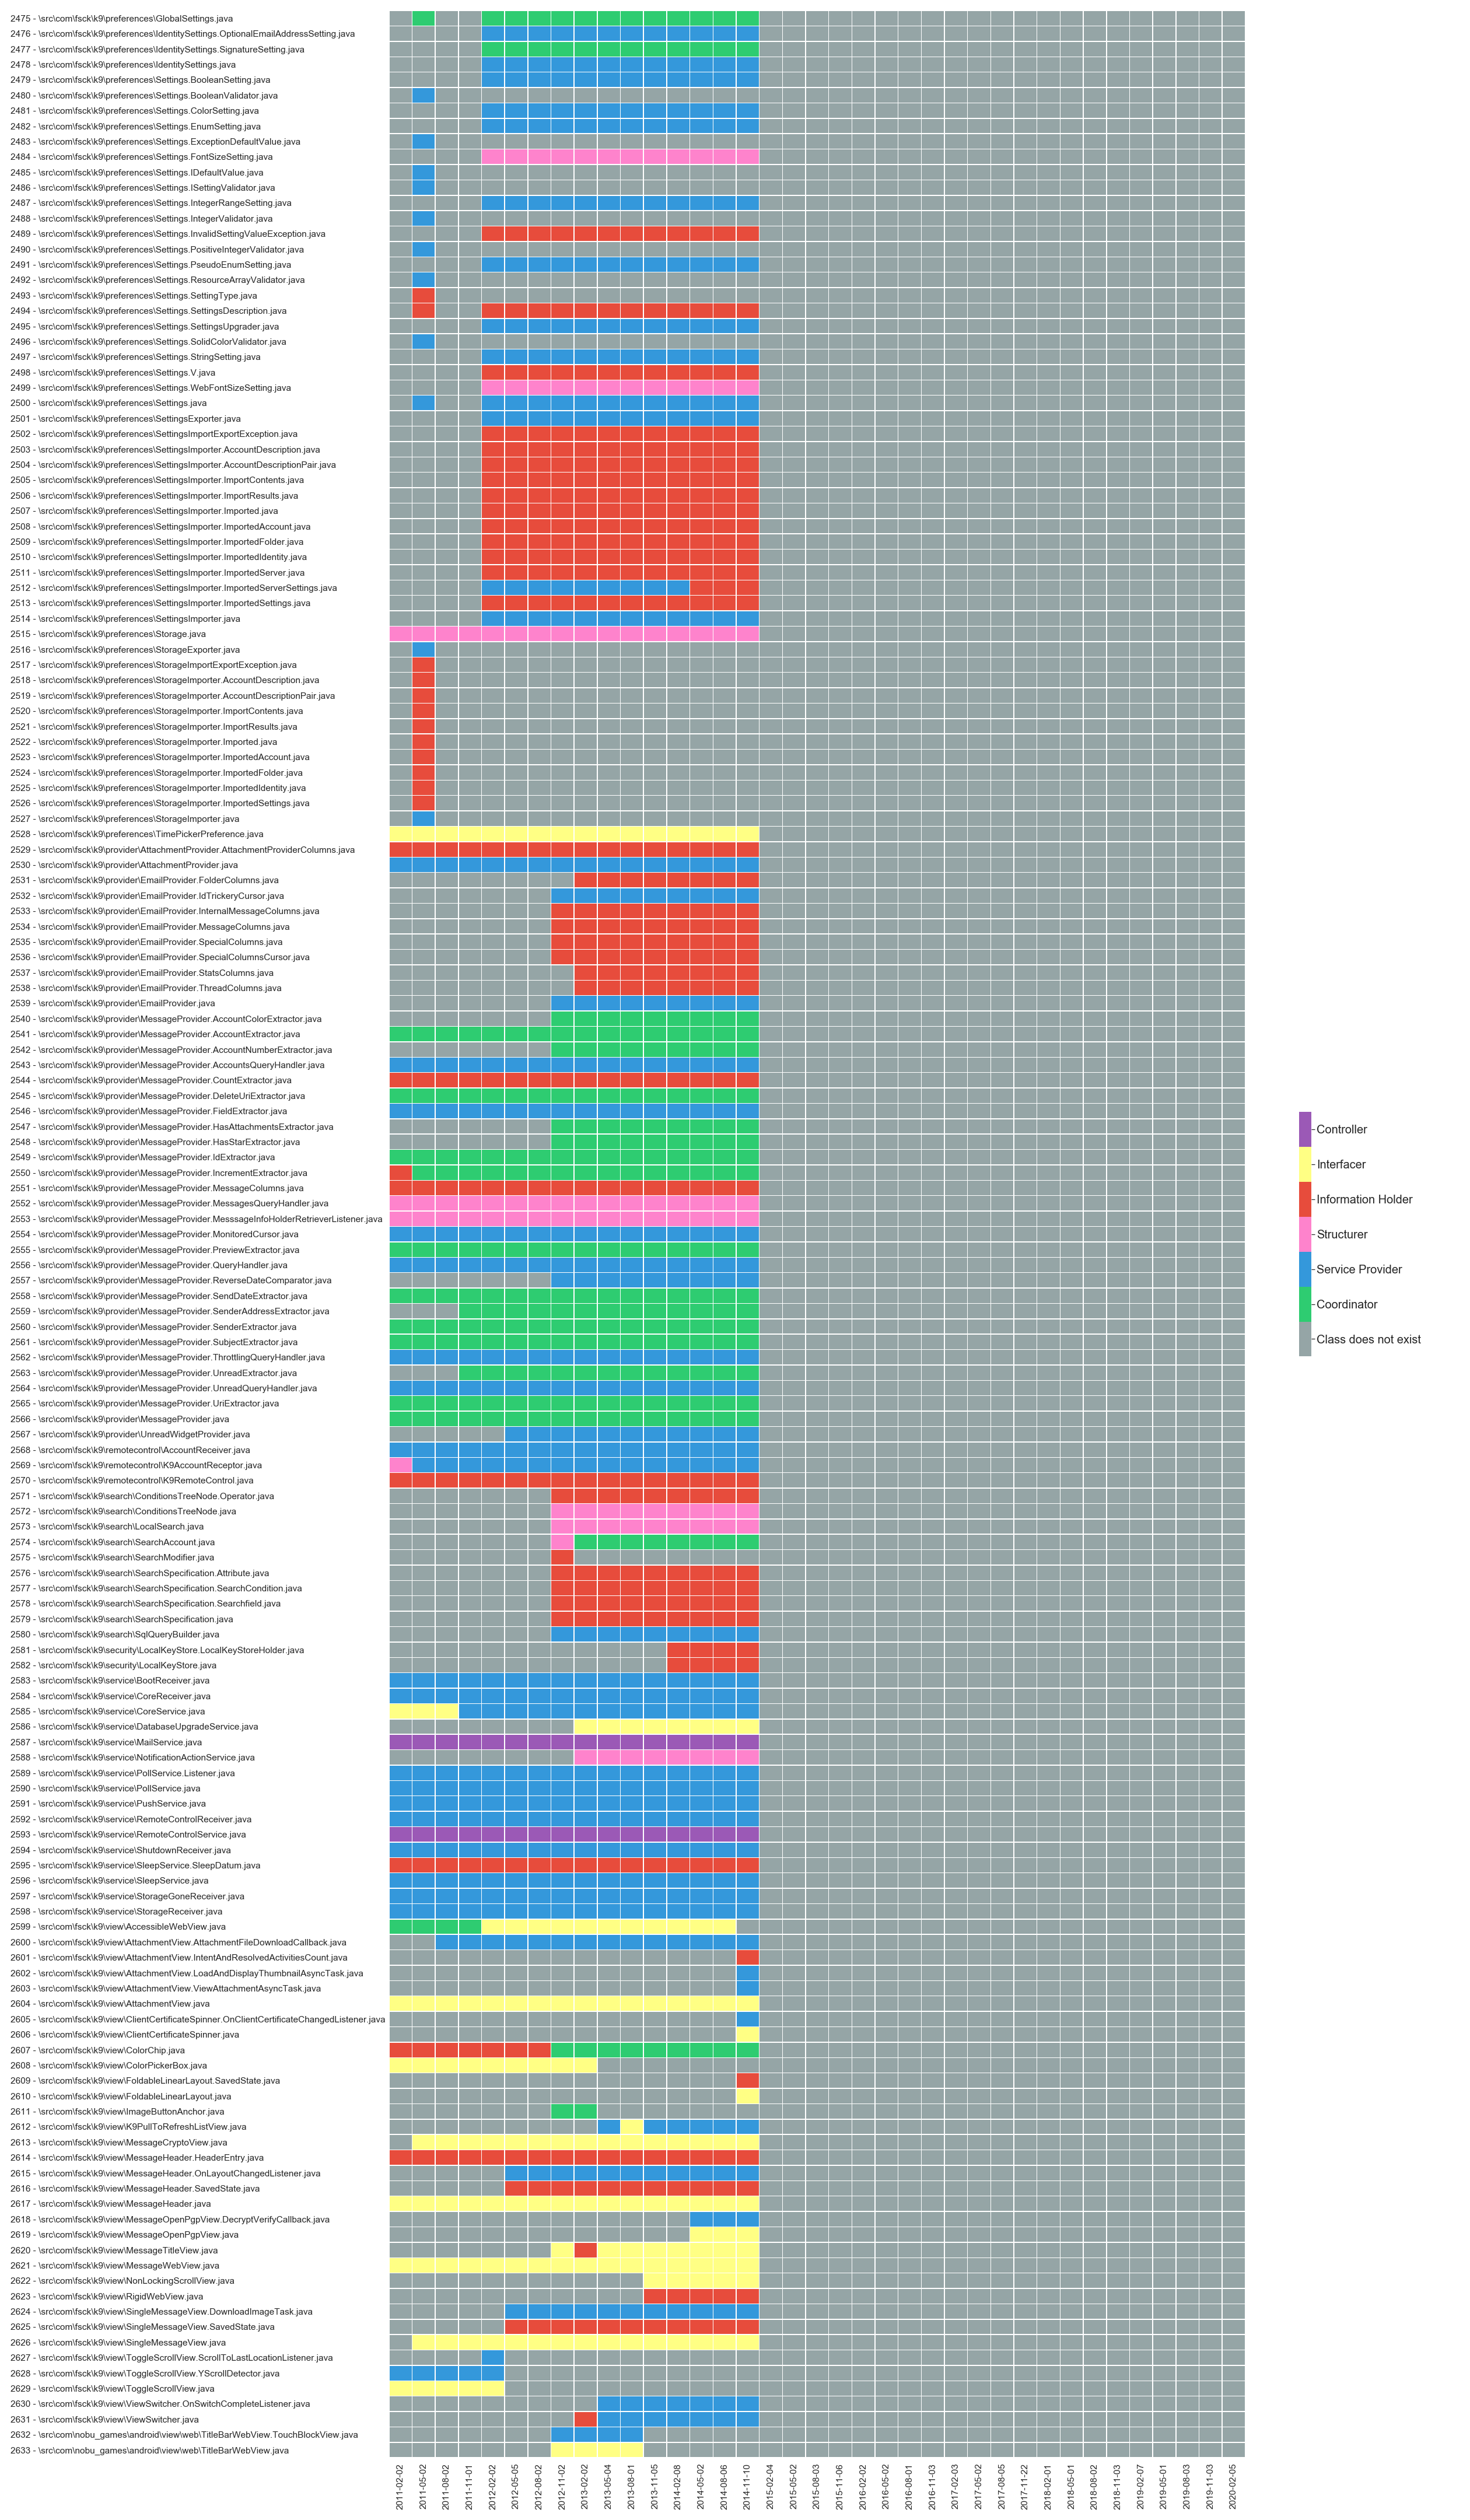 2475 - \src\com\fsck\k9\preferences\GlobalSettings.java
2476 - \src\com\fsck\k9\preferences\IdentitySettings.OptionalEmailAddressSetting.java
2477 - \src\com\fsck\k9\preferences\IdentitySettings.SignatureSetting.java
2478 - \src\com\fsck\k9\preferences\IdentitySettings.java
2479 - \src\com\fsck\k9\preferences\Settings.BooleanSetting.java
2480 - \src\com\fsck\k9\preferences\Settings.BooleanValidator.java
2481 - \src\com\fsck\k9\preferences\Settings.ColorSetting.java
2482 - \src\com\fsck\k9\preferences\Settings.EnumSetting.java
2483 - \src\com\fsck\k9\preferences\Settings.ExceptionDefaultValue.java
2484 - \src\com\fsck\k9\preferences\Settings.FontSizeSetting.java
2485 - \src\com\fsck\k9\preferences\Settings.IDefaultValue.java
2486 - \src\com\fsck\k9\preferences\Settings.ISettingValidator.java
2487 - \src\com\fsck\k9\preferences\Settings.IntegerRangeSetting.java
2488 - \src\com\fsck\k9\preferences\Settings.IntegerValidator.java
2489 - \src\com\fsck\k9\preferences\Settings.InvalidSettingValueException.java
2490 - \src\com\fsck\k9\preferences\Settings.PositiveIntegerValidator.java
2491 - \src\com\fsck\k9\preferences\Settings.PseudoEnumSetting.java
2492 - \src\com\fsck\k9\preferences\Settings.ResourceArrayValidator.java
2493 - \src\com\fsck\k9\preferences\Settings.SettingType.java
2494 - \src\com\fsck\k9\preferences\Settings.SettingsDescription.java
2495 - \src\com\fsck\k9\preferences\Settings.SettingsUpgrader.java
2496 - \src\com\fsck\k9\preferences\Settings.SolidColorValidator.java
2497 - \src\com\fsck\k9\preferences\Settings.StringSetting.java
2498 - \src\com\fsck\k9\preferences\Settings.V.java
2499 - \src\com\fsck\k9\preferences\Settings.WebFontSizeSetting.java
2500 - \src\com\fsck\k9\preferences\Settings.java
2501 - \src\com\fsck\k9\preferences\SettingsExporter.java
2502 - \src\com\fsck\k9\preferences\SettingsImportExportException.java
2503 - \src\com\fsck\k9\preferences\SettingsImporter.AccountDescription.java
2504 - \src\com\fsck\k9\preferences\SettingsImporter.AccountDescriptionPair.java
2505 - \src\com\fsck\k9\preferences\SettingsImporter.ImportContents.java
2506 - \src\com\fsck\k9\preferences\SettingsImporter.ImportResults.java
2507 - \src\com\fsck\k9\preferences\SettingsImporter.Imported.java
2508 - \src\com\fsck\k9\preferences\SettingsImporter.ImportedAccount.java
2509 - \src\com\fsck\k9\preferences\SettingsImporter.ImportedFolder.java
2510 - \src\com\fsck\k9\preferences\SettingsImporter.ImportedIdentity.java
2511 - \src\com\fsck\k9\preferences\SettingsImporter.ImportedServer.java
2512 - \src\com\fsck\k9\preferences\SettingsImporter.ImportedServerSettings.java
2513 - \src\com\fsck\k9\preferences\SettingsImporter.ImportedSettings.java
2514 - \src\com\fsck\k9\preferences\SettingsImporter.java
2515 - \src\com\fsck\k9\preferences\Storage.java
2516 - \src\com\fsck\k9\preferences\StorageExporter.java
2517 - \src\com\fsck\k9\preferences\StorageImportExportException.java
2518 - \src\com\fsck\k9\preferences\StorageImporter.AccountDescription.java
2519 - \src\com\fsck\k9\preferences\StorageImporter.AccountDescriptionPair.java
2520 - \src\com\fsck\k9\preferences\StorageImporter.ImportContents.java
2521 - \src\com\fsck\k9\preferences\StorageImporter.ImportResults.java
2522 - \src\com\fsck\k9\preferences\StorageImporter.Imported.java
2523 - \src\com\fsck\k9\preferences\StorageImporter.ImportedAccount.java
2524 - \src\com\fsck\k9\preferences\StorageImporter.ImportedFolder.java
2525 - \src\com\fsck\k9\preferences\StorageImporter.ImportedIdentity.java
2526 - \src\com\fsck\k9\preferences\StorageImporter.ImportedSettings.java
2527 - \src\com\fsck\k9\preferences\StorageImporter.java
2528 - \src\com\fsck\k9\preferences\TimePickerPreference.java
2529 - \src\com\fsck\k9\provider\AttachmentProvider.AttachmentProviderColumns.java
2530 - \src\com\fsck\k9\provider\AttachmentProvider.java
2531 - \src\com\fsck\k9\provider\EmailProvider.FolderColumns.java
2532 - \src\com\fsck\k9\provider\EmailProvider.IdTrickeryCursor.java
2533 - \src\com\fsck\k9\provider\EmailProvider.InternalMessageColumns.java
2534 - \src\com\fsck\k9\provider\EmailProvider.MessageColumns.java
2535 - \src\com\fsck\k9\provider\EmailProvider.SpecialColumns.java
2536 - \src\com\fsck\k9\provider\EmailProvider.SpecialColumnsCursor.java
2537 - \src\com\fsck\k9\provider\EmailProvider.StatsColumns.java
2538 - \src\com\fsck\k9\provider\EmailProvider.ThreadColumns.java
2539 - \src\com\fsck\k9\provider\EmailProvider.java
2540 - \src\com\fsck\k9\provider\MessageProvider.AccountColorExtractor.java
2541 - \src\com\fsck\k9\provider\MessageProvider.AccountExtractor.java
2542 - \src\com\fsck\k9\provider\MessageProvider.AccountNumberExtractor.java
2543 - \src\com\fsck\k9\provider\MessageProvider.AccountsQueryHandler.java
2544 - \src\com\fsck\k9\provider\MessageProvider.CountExtractor.java
2545 - \src\com\fsck\k9\provider\MessageProvider.DeleteUriExtractor.java
2546 - \src\com\fsck\k9\provider\MessageProvider.FieldExtractor.java
2547 - \src\com\fsck\k9\provider\MessageProvider.HasAttachmentsExtractor.java
2548 - \src\com\fsck\k9\provider\MessageProvider.HasStarExtractor.java
2549 - \src\com\fsck\k9\provider\MessageProvider.IdExtractor.java
2550 - \src\com\fsck\k9\provider\MessageProvider.IncrementExtractor.java
2551 - \src\com\fsck\k9\provider\MessageProvider.MessageColumns.java
2552 - \src\com\fsck\k9\provider\MessageProvider.MessagesQueryHandler.java
2553 - \src\com\fsck\k9\provider\MessageProvider.MesssageInfoHolderRetrieverListener.java
2554 - \src\com\fsck\k9\provider\MessageProvider.MonitoredCursor.java
2555 - \src\com\fsck\k9\provider\MessageProvider.PreviewExtractor.java
2556 - \src\com\fsck\k9\provider\MessageProvider.QueryHandler.java
2557 - \src\com\fsck\k9\provider\MessageProvider.ReverseDateComparator.java
2558 - \src\com\fsck\k9\provider\MessageProvider.SendDateExtractor.java
2559 - \src\com\fsck\k9\provider\MessageProvider.SenderAddressExtractor.java
2560 - \src\com\fsck\k9\provider\MessageProvider.SenderExtractor.java
2561 - \src\com\fsck\k9\provider\MessageProvider.SubjectExtractor.java
2562 - \src\com\fsck\k9\provider\MessageProvider.ThrottlingQueryHandler.java
2563 - \src\com\fsck\k9\provider\MessageProvider.UnreadExtractor.java
2564 - \src\com\fsck\k9\provider\MessageProvider.UnreadQueryHandler.java
2565 - \src\com\fsck\k9\provider\MessageProvider.UriExtractor.java
2566 - \src\com\fsck\k9\provider\MessageProvider.java
2567 - \src\com\fsck\k9\provider\UnreadWidgetProvider.java
2568 - \src\com\fsck\k9\remotecontrol\AccountReceiver.java
2569 - \src\com\fsck\k9\remotecontrol\K9AccountReceptor.java
2570 - \src\com\fsck\k9\remotecontrol\K9RemoteControl.java
2571 - \src\com\fsck\k9\search\ConditionsTreeNode.Operator.java
2572 - \src\com\fsck\k9\search\ConditionsTreeNode.java
2573 - \src\com\fsck\k9\search\LocalSearch.java
2574 - \src\com\fsck\k9\search\SearchAccount.java
2575 - \src\com\fsck\k9\search\SearchModifier.java
2576 - \src\com\fsck\k9\search\SearchSpecification.Attribute.java
2577 - \src\com\fsck\k9\search\SearchSpecification.SearchCondition.java
2578 - \src\com\fsck\k9\search\SearchSpecification.Searchfield.java
2579 - \src\com\fsck\k9\search\SearchSpecification.java
2580 - \src\com\fsck\k9\search\SqlQueryBuilder.java
2581 - \src\com\fsck\k9\security\LocalKeyStore.LocalKeyStoreHolder.java
2582 - \src\com\fsck\k9\security\LocalKeyStore.java
2583 - \src\com\fsck\k9\service\BootReceiver.java
2584 - \src\com\fsck\k9\service\CoreReceiver.java
2585 - \src\com\fsck\k9\service\CoreService.java
2586 - \src\com\fsck\k9\service\DatabaseUpgradeService.java
2587 - \src\com\fsck\k9\service\MailService.java
2588 - \src\com\fsck\k9\service\NotificationActionService.java
2589 - \src\com\fsck\k9\service\PollService.Listener.java
2590 - \src\com\fsck\k9\service\PollService.java
2591 - \src\com\fsck\k9\service\PushService.java
2592 - \src\com\fsck\k9\service\RemoteControlReceiver.java
2593 - \src\com\fsck\k9\service\RemoteControlService.java
2594 - \src\com\fsck\k9\service\ShutdownReceiver.java
2595 - \src\com\fsck\k9\service\SleepService.SleepDatum.java
2596 - \src\com\fsck\k9\service\SleepService.java
2597 - \src\com\fsck\k9\service\StorageGoneReceiver.java
2598 - \src\com\fsck\k9\service\StorageReceiver.java
2599 - \src\com\fsck\k9\view\AccessibleWebView.java
2600 - \src\com\fsck\k9\view\AttachmentView.AttachmentFileDownloadCallback.java
2601 - \src\com\fsck\k9\view\AttachmentView.IntentAndResolvedActivitiesCount.java
2602 - \src\com\fsck\k9\view\AttachmentView.LoadAndDisplayThumbnailAsyncTask.java
2603 - \src\com\fsck\k9\view\AttachmentView.ViewAttachmentAsyncTask.java
2604 - \src\com\fsck\k9\view\AttachmentView.java
2605 - \src\com\fsck\k9\view\ClientCertificateSpinner.OnClientCertificateChangedListener.java
2606 - \src\com\fsck\k9\view\ClientCertificateSpinner.java
2607 - \src\com\fsck\k9\view\ColorChip.java
2608 - \src\com\fsck\k9\view\ColorPickerBox.java
2609 - \src\com\fsck\k9\view\FoldableLinearLayout.SavedState.java
2610 - \src\com\fsck\k9\view\FoldableLinearLayout.java
2611 - \src\com\fsck\k9\view\ImageButtonAnchor.java
2612 - \src\com\fsck\k9\view\K9PullToRefreshListView.java
2613 - \src\com\fsck\k9\view\MessageCryptoView.java
2614 - \src\com\fsck\k9\view\MessageHeader.HeaderEntry.java
2615 - \src\com\fsck\k9\view\MessageHeader.OnLayoutChangedListener.java
2616 - \src\com\fsck\k9\view\MessageHeader.SavedState.java
2617 - \src\com\fsck\k9\view\MessageHeader.java
2618 - \src\com\fsck\k9\view\MessageOpenPgpView.DecryptVerifyCallback.java
2619 - \src\com\fsck\k9\view\MessageOpenPgpView.java
2620 - \src\com\fsck\k9\view\MessageTitleView.java
2621 - \src\com\fsck\k9\view\MessageWebView.java
2622 - \src\com\fsck\k9\view\NonLockingScrollView.java
2623 - \src\com\fsck\k9\view\RigidWebView.java
2624 - \src\com\fsck\k9\view\SingleMessageView.DownloadImageTask.java
2625 - \src\com\fsck\k9\view\SingleMessageView.SavedState.java
2626 - \src\com\fsck\k9\view\SingleMessageView.java
2627 - \src\com\fsck\k9\view\ToggleScrollView.ScrollToLastLocationListener.java
2628 - \src\com\fsck\k9\view\ToggleScrollView.YScrollDetector.java
2629 - \src\com\fsck\k9\view\ToggleScrollView.java
2630 - \src\com\fsck\k9\view\ViewSwitcher.OnSwitchCompleteListener.java
2631 - \src\com\fsck\k9\view\ViewSwitcher.java
2632 - \src\com\nobu_games\android\view\web\TitleBarWebView.TouchBlockView.java
2633 - \src\com\nobu_games\android\view\web\TitleBarWebView.java
2011-02-02
2011-05-02
2011-08-02
2011-11-01
2012-02-02
2012-05-05
2012-08-02
2012-11-02
2013-02-02
2013-05-04
2013-08-01
2013-11-05
2014-02-08
2014-05-02
2014-08-06
2014-11-10
2015-02-04
2015-05-02
2015-08-03
2015-11-06
2016-02-02
2016-05-02
2016-08-01
2016-11-03
2017-02-03
2017-05-02
2017-08-05
2017-11-22
2018-02-01
2018-05-01
2018-08-02
2018-11-03
2019-02-07
2019-05-01
2019-08-03
2019-11-03
2020-02-05
Controller
Interfacer
Information Holder
Structurer
Service Provider
Coordinator
Class does not exist